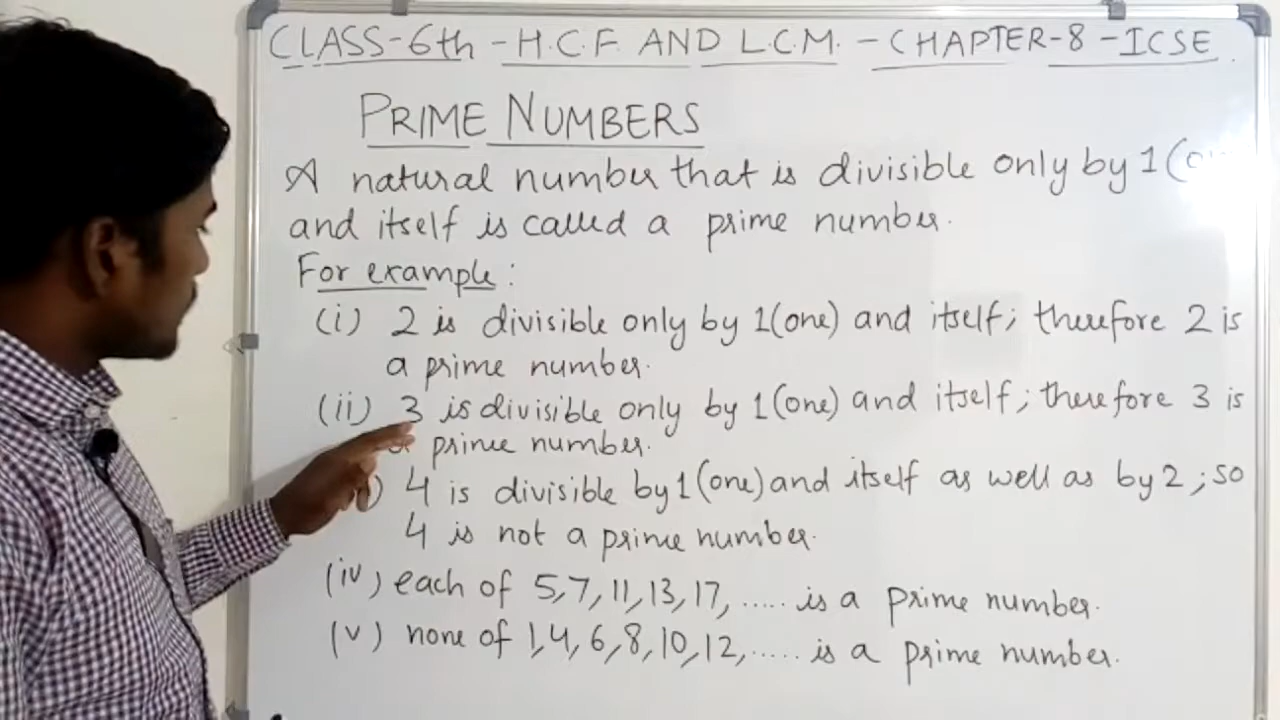 CLASS-6th - H.C.F. AND L.C.M. - CHAPTER-8 - ICSE
PRIME NUMBERS
A natural number that is divisible only by 1
and itself is called a prime number.
For example:
(i) 2 is divisible only by 1(one) and itself; therefore 2 is
a prime number.
(ii) 3 is divisible only by 1(one) and itself; therefore 3 is
prime number.
4 is divisible by 1(one) and itself as well as by 2; so
4 is not a prime number.
(iv) each of 5,7,11,13,17,..... is a prime number.
(v) none of 1,4,6,8,10,12,..... is a prime number.